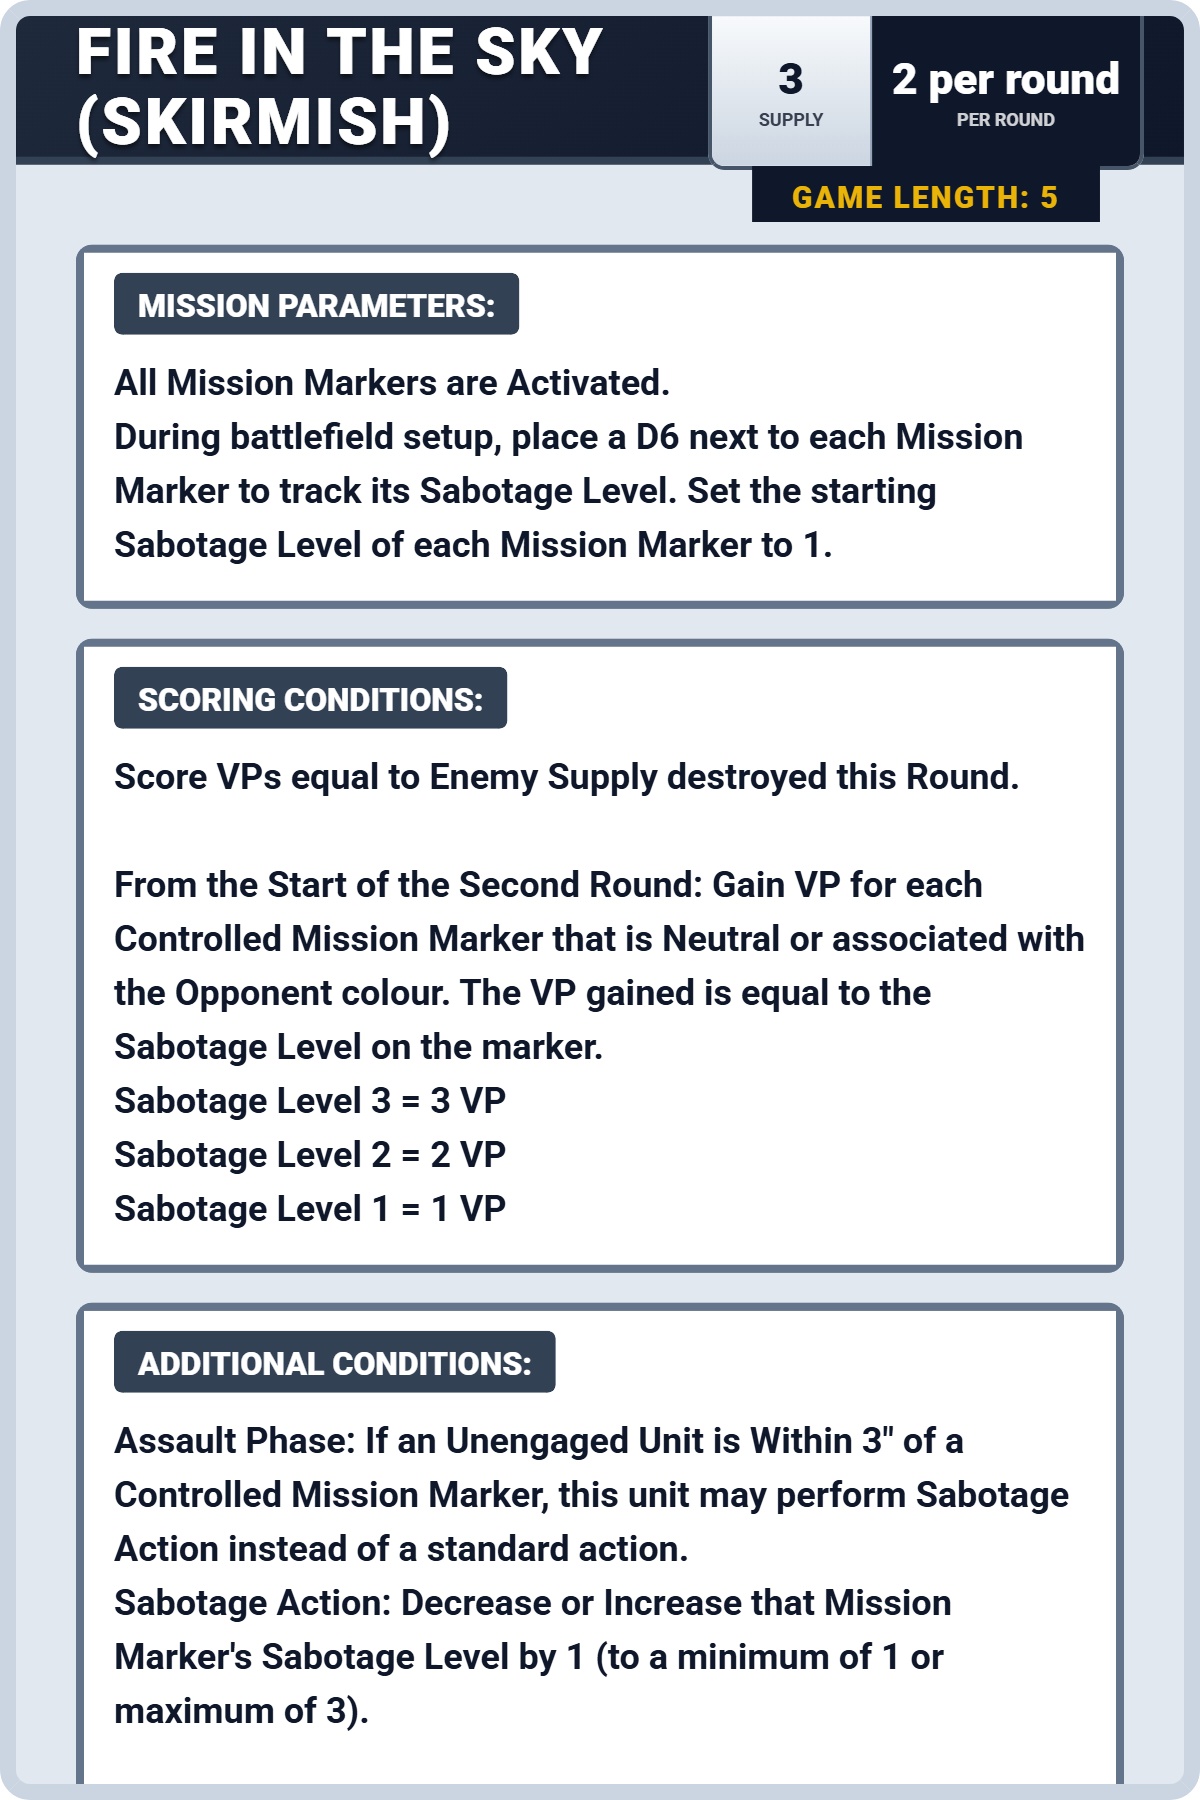 FIRE IN THE SKY
(SKIRMISH)
3
SUPPLY
2 per round
PER ROUND
GAME LENGTH: 5
MISSION PARAMETERS:
All Mission Markers are Activated.
During battlefield setup, place a D6 next to each Mission
Marker to track its Sabotage Level. Set the starting
Sabotage Level of each Mission Marker to 1.
SCORING CONDITIONS:
Score VPs equal to Enemy Supply destroyed this Round.
From the Start of the Second Round: Gain VP for each
Controlled Mission Marker that is Neutral or associated with
the Opponent colour. The VP gained is equal to the
Sabotage Level on the marker.
Sabotage Level 3 = 3 VP
Sabotage Level 2 = 2 VP
Sabotage Level 1 = 1 VP
ADDITIONAL CONDITIONS:
Assault Phase: If an Unengaged Unit is Within 3" of a
Controlled Mission Marker, this unit may perform Sabotage
Action instead of a standard action.
Sabotage Action: Decrease or Increase that Mission
Marker's Sabotage Level by 1 (to a minimum of 1 or
maximum of 3).